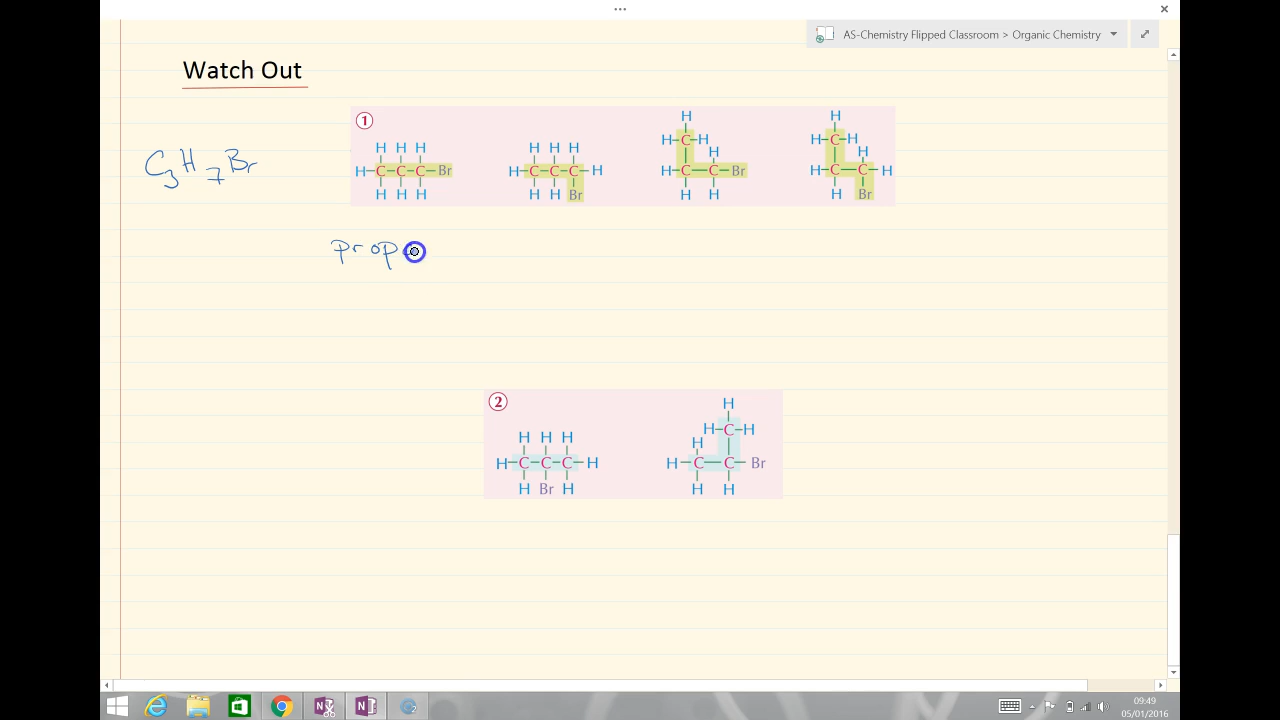 AS-Chemistry Flipped Classroom > Organic Chemistry
Watch Out
C3H7Br
1
H H H
H-C-C-C-Br
H H H
H H H
H-C-C-C-H
H H Br
H
H-C-H
H
H-C-C-Br
H H
H
H-C-H
H
H-C-C-H
H Br
prop
2
H H H
H-C-C-C-H
H Br H
H
H-C-H
H
H-C-C Br
H H
09:49
05/01/2016